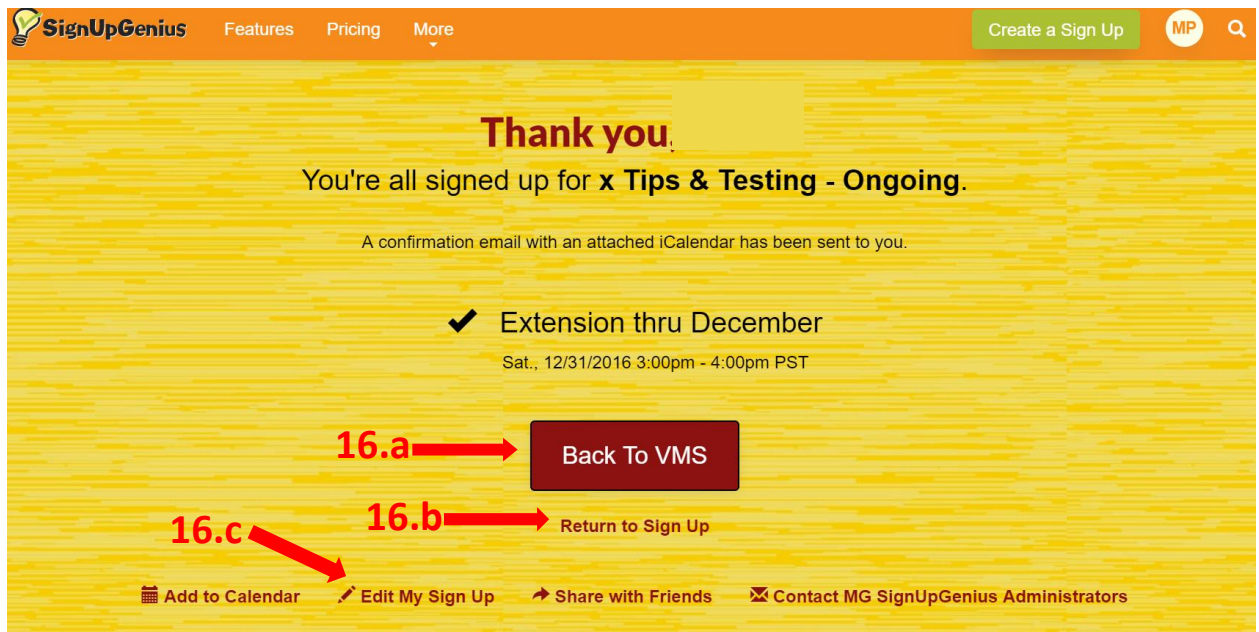 SignUpGenius Features Pricing More Create a Sign Up MP
Thank you,
You're all signed up for x Tips & Testing - Ongoing.
A confirmation email with an attached iCalendar has been sent to you.
Extension thru December
Sat., 12/31/2016 3:00pm - 4:00pm PST
16.a Back To VMS
16.b Return to Sign Up
16.c
Add to Calendar Edit My Sign Up Share with Friends Contact MG SignUpGenius Administrators